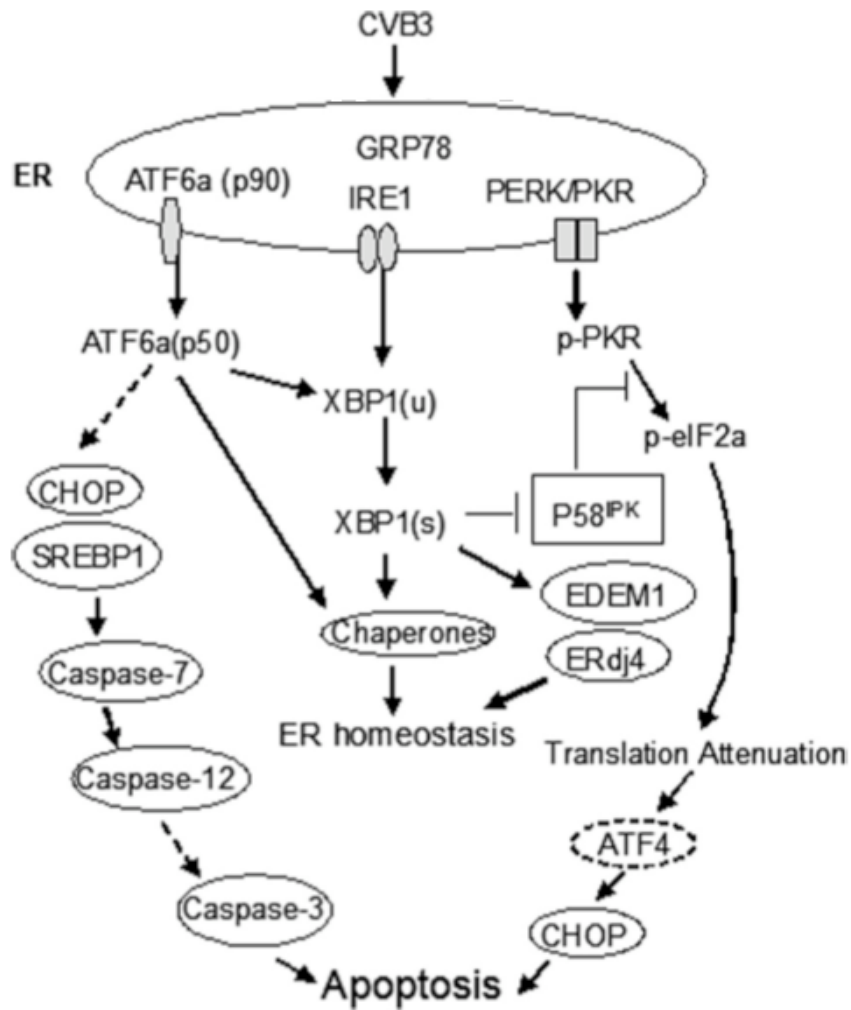 CVB3
GRP78
ER
ATF6a (p90)
IRE1
PERK/PKR
ATF6a(p50)
p-PKR
XBP1(u)
p-eIF2a
CHOP
XBP1(s)
P58IPK
SREBP1
EDEM1
Chaperones
ERdj4
Caspase-7
ER homeostasis
Translation Attenuation
Caspase-12
ATF4
Caspase-3
CHOP
Apoptosis